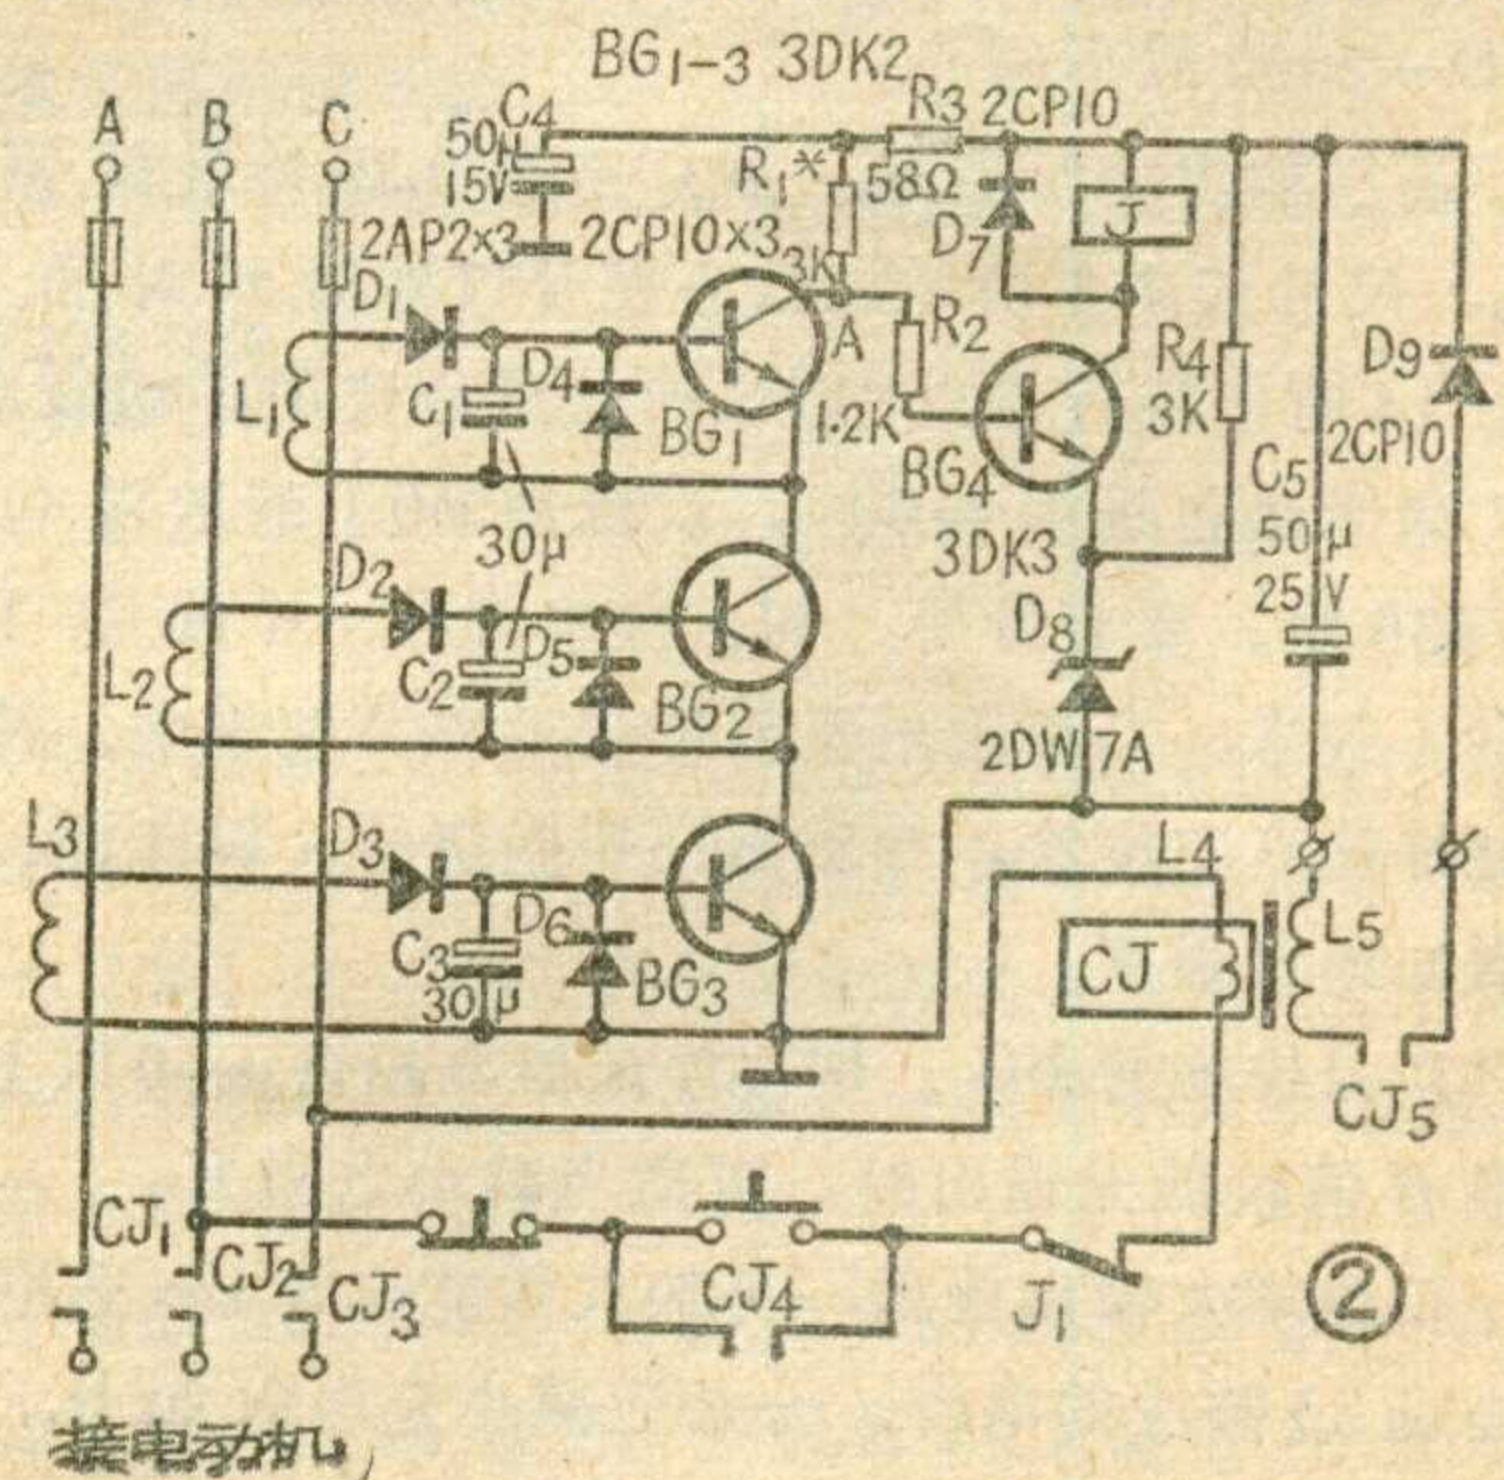 BG1-3 3DK2
A B C
C4 50μ 15V
R1* 3K
R3 58Ω
2CP10
D7
J
2AP2×3
2CP10×3
D1
L1
C1
D4
BG1
A
R2 1.2K
BG4
3DK3
R4 3K
D9
2CP10
C5 50μ 25V
30μ
D2
L2
C2
D5
BG2
D8
2DW7A
L3
D3
C3 30μ
D6
BG3
L4
CJ
L5
CJ5
CJ1
CJ2
CJ3
CJ4
J1
②
接电动机